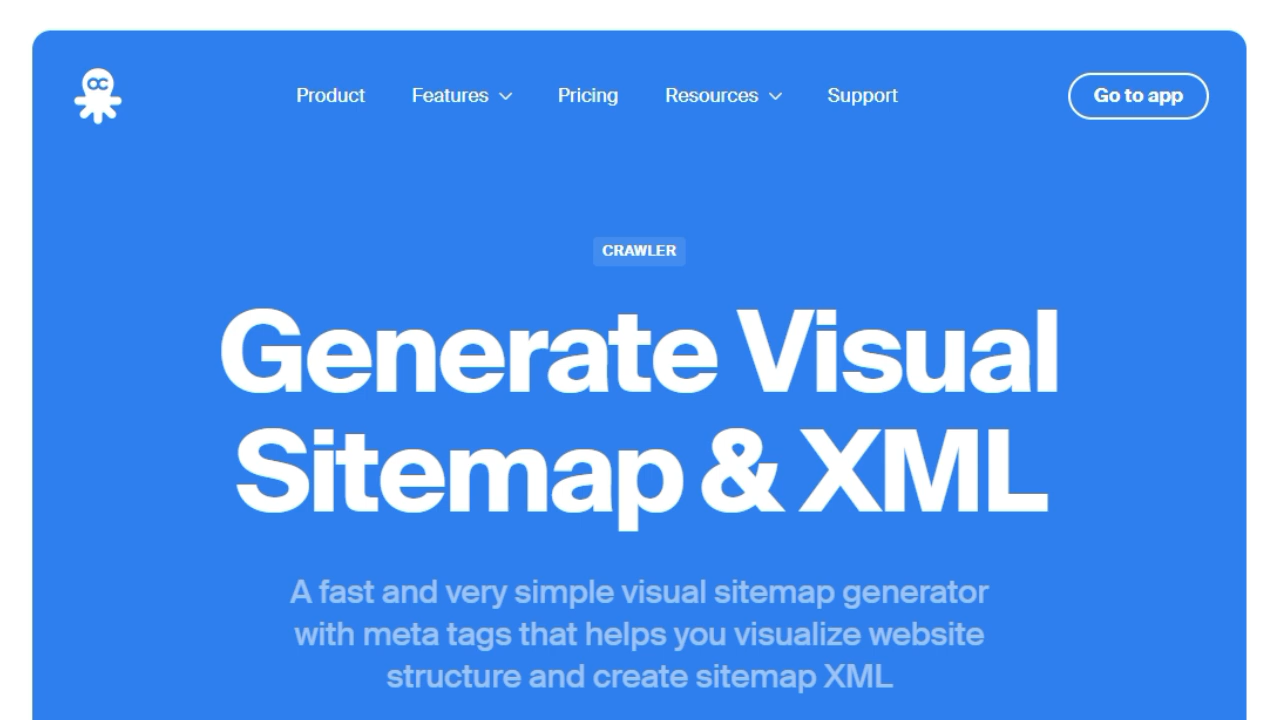 OC
Product Features Pricing Resources Support Go to app
CRAWLER
Generate Visual
Sitemap & XML
A fast and very simple visual sitemap generator
with meta tags that helps you visualize website
structure and create sitemap XML